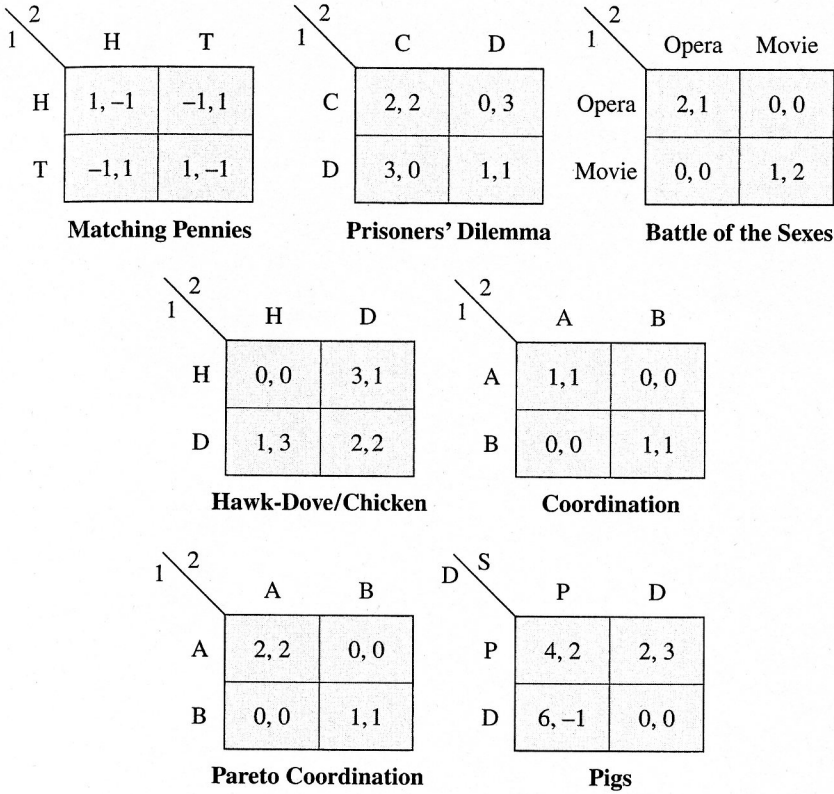 2 2 2
1 H T 1 C D 1 Opera Movie
H 1, –1 –1, 1 C 2, 2 0, 3 Opera 2, 1 0, 0
T –1, 1 1, –1 D 3, 0 1, 1 Movie 0, 0 1, 2
Matching Pennies Prisoners’ Dilemma Battle of the Sexes
2 2
1 H D 1 A B
H 0, 0 3, 1 A 1, 1 0, 0
D 1, 3 2, 2 B 0, 0 1, 1
Hawk-Dove/Chicken Coordination
2 S
1 A B D P D
A 2, 2 0, 0 P 4, 2 2, 3
B 0, 0 1, 1 D 6, –1 0, 0
Pareto Coordination Pigs